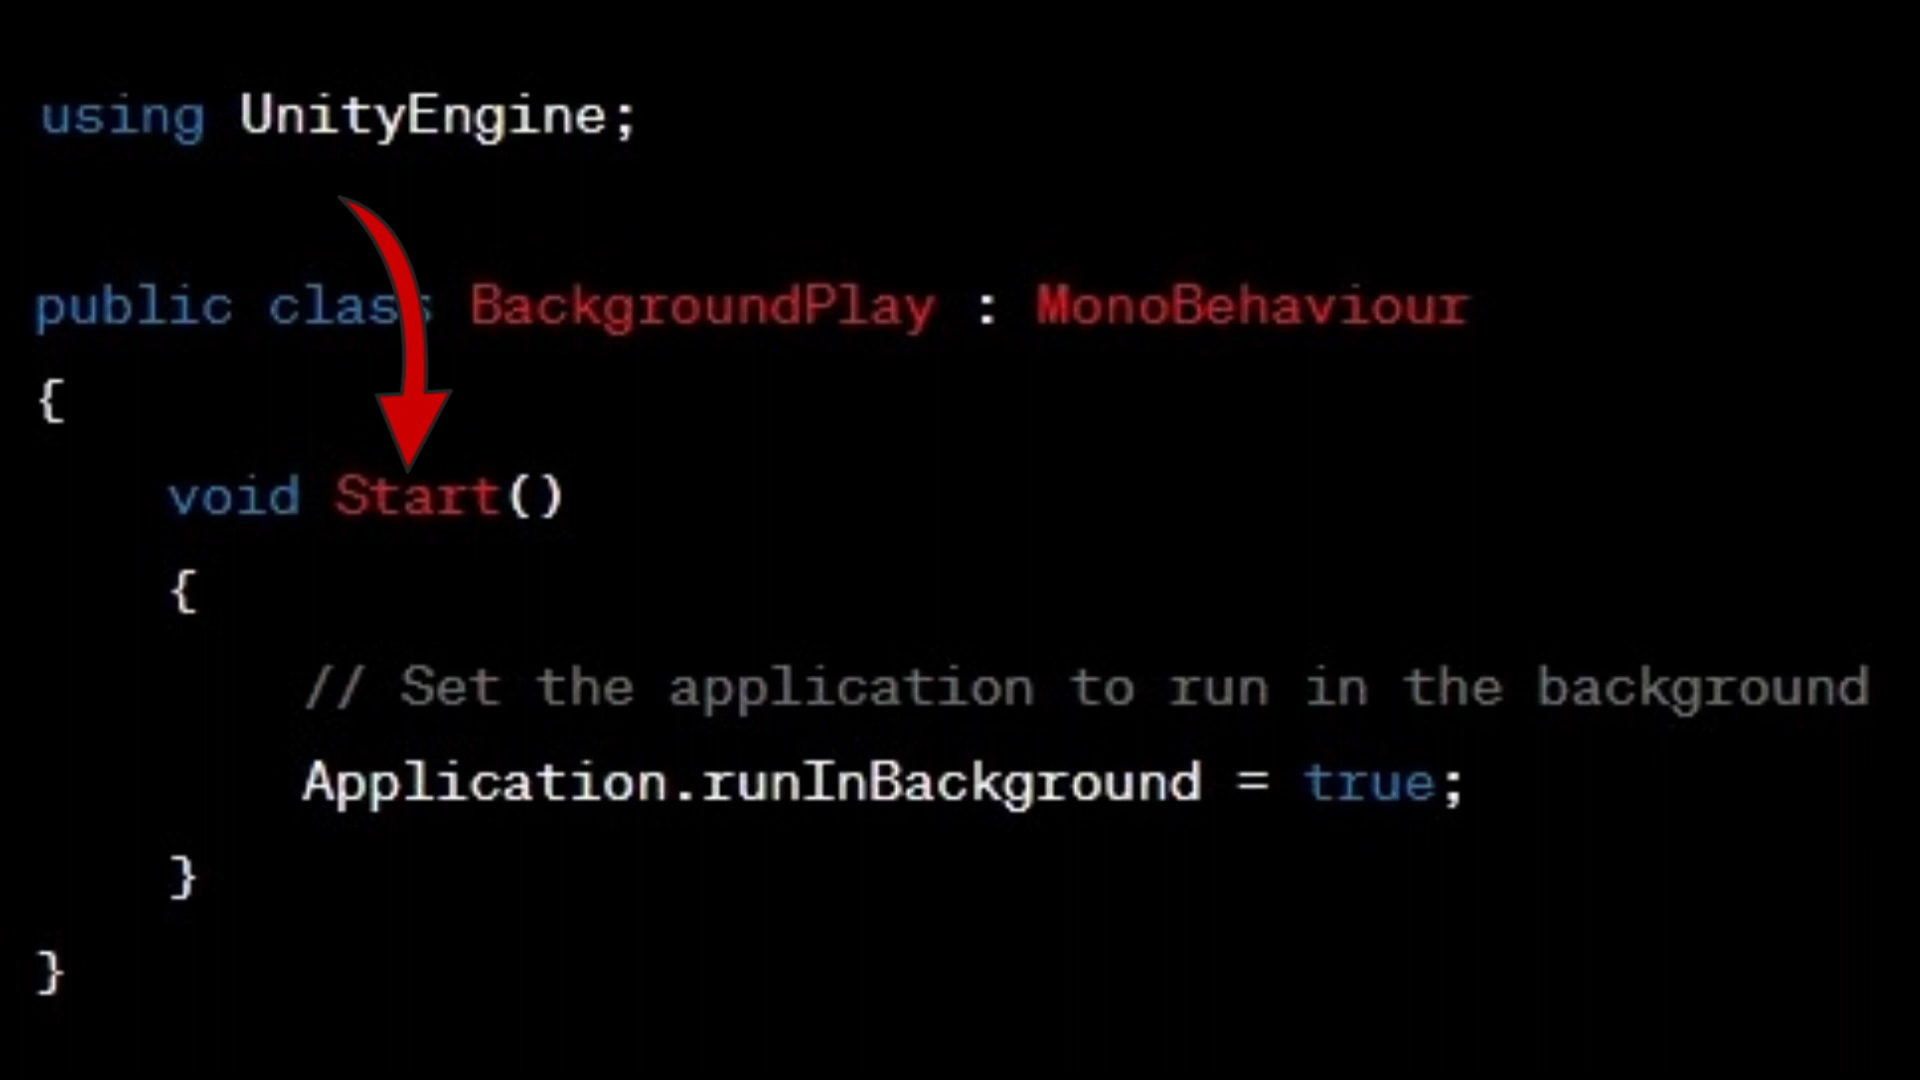 using UnityEngine;
public class BackgroundPlay : MonoBehaviour
{
void Start()
{
// Set the application to run in the background
Application.runInBackground = true;
}
}